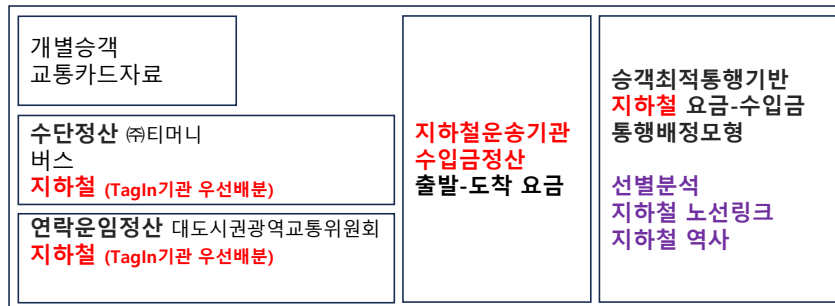 개별승객
교통카드자료
수단정산 ㈜티머니
버스
지하철 (TagIn기관 우선배분)
연락운임정산 대도시권광역교통위원회
지하철 (TagIn기관 우선배분)
지하철운송기관
수입금정산
출발-도착 요금
승객최적통행기반
지하철 요금-수입금
통행배정모형
선별분석
지하철 노선링크
지하철 역사